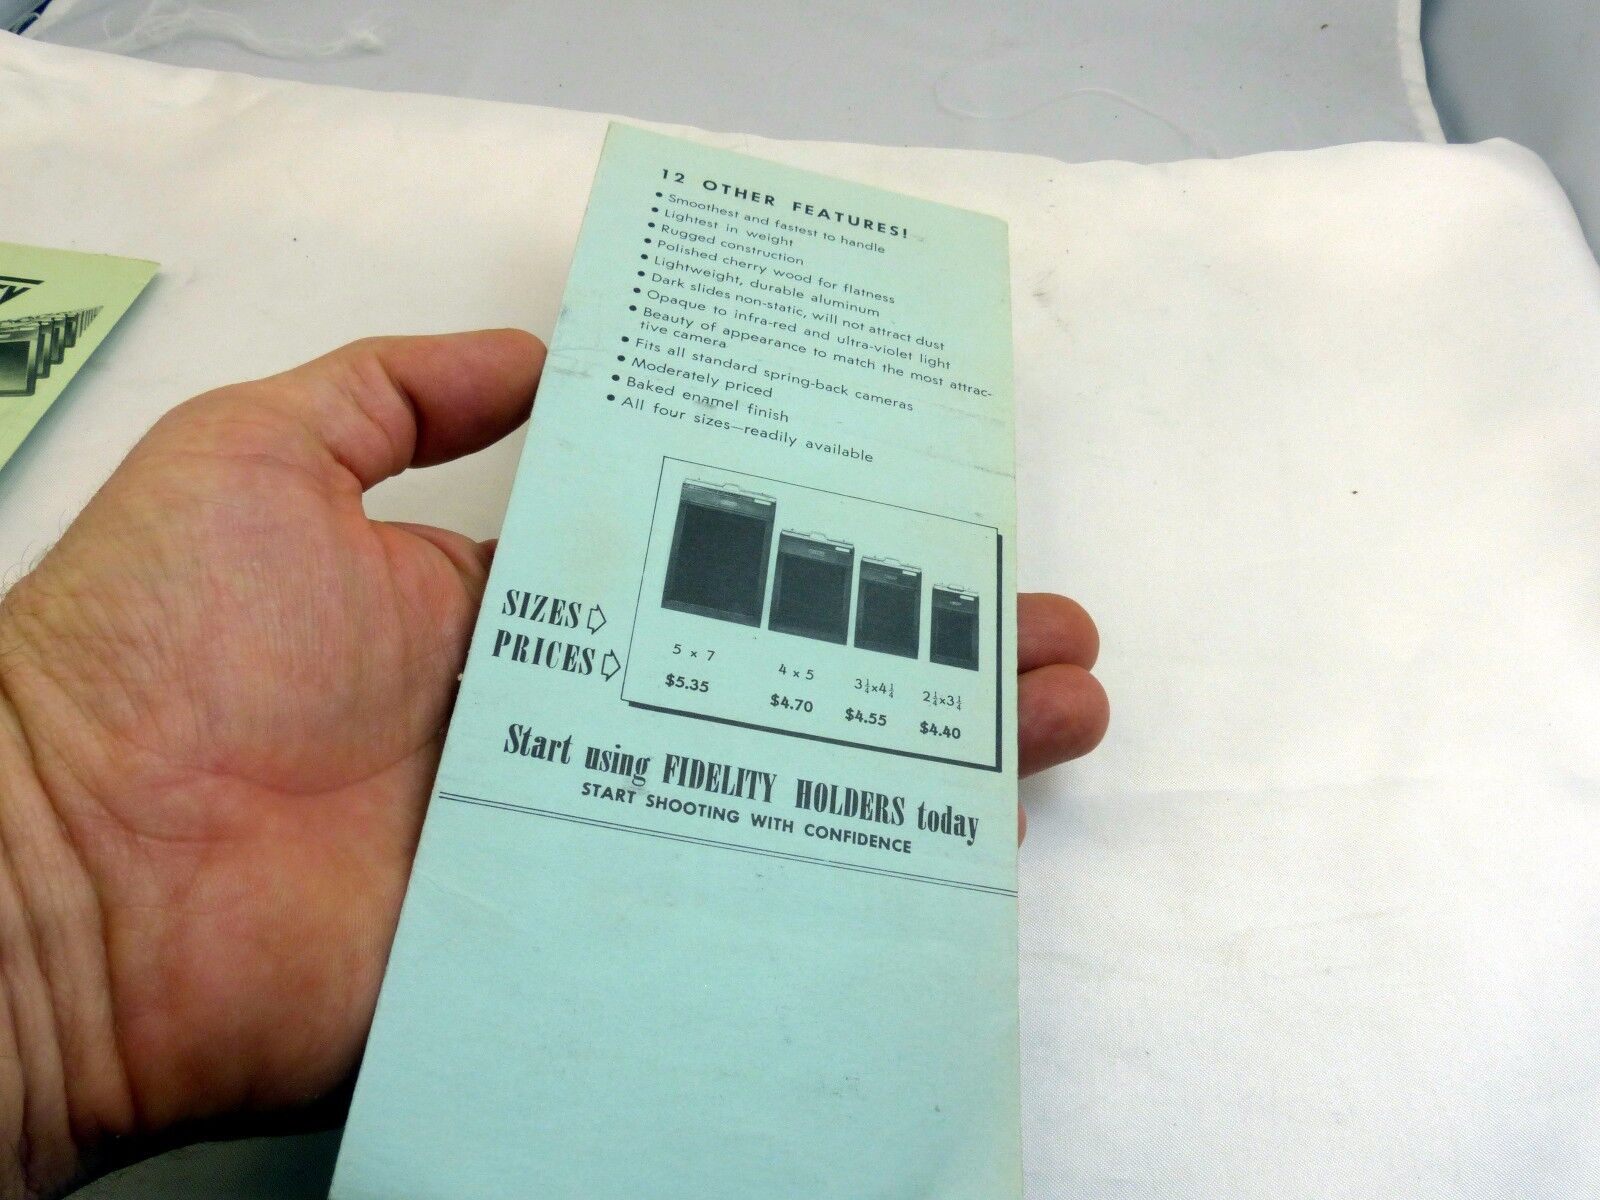 12 OTHER FEATURES!
• Smoothest and fastest to handle
• Lightest in weight
• Rugged construction
• Polished cherry wood for flatness
• Lightweight, durable aluminum
• Dark slides non-static, will not attract dust
• Opaque to infra-red and ultra-violet light
• Beauty of appearance to match the most attrac-
tive camera
• Fits all standard spring-back cameras
• Moderately priced
• Baked enamel finish
• All four sizes—readily available
SIZES
5 x 7 4 x 5 3¼x4¼ 2¼x3¼
PRICES
$5.35 $4.70 $4.55 $4.40
Start using FIDELITY HOLDERS today
START SHOOTING WITH CONFIDENCE